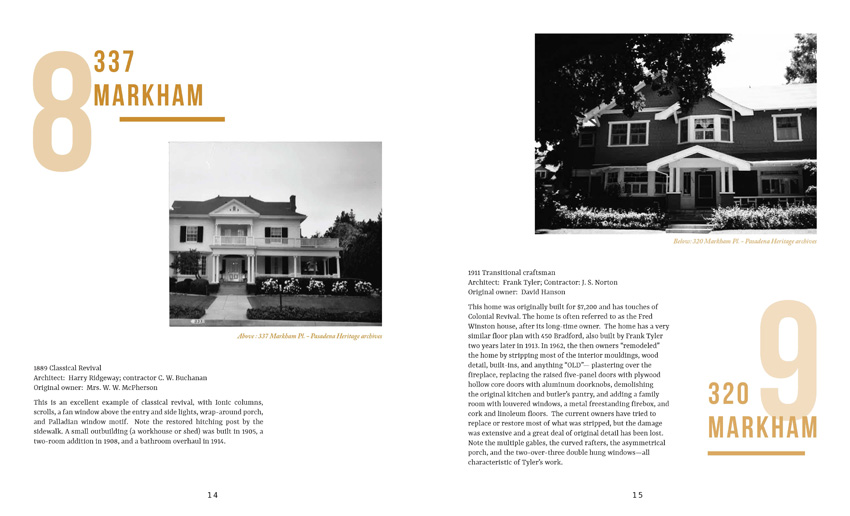 8
337
MARKHAM
Above: 337 Markham Pl. – Pasadena Heritage archives
1889 Classical Revival
Architect: Harry Ridgeway; contractor C. W. Buchanan
Original owner: Mrs. W. W. McPherson
This is an excellent example of classical revival, with Ionic columns,
scrolls, a fan window above the entry and side lights, wrap-around porch,
and Palladian window motif. Note the restored hitching post by the
sidewalk. A small outbuilding (a workhouse or shed) was built in 1905, a
two-room addition in 1908, and a bathroom overhaul in 1914.
14
Below: 320 Markham Pl. – Pasadena Heritage archives
1911 Transitional craftsman
Architect: Frank Tyler; Contractor: J. S. Norton
Original owner: David Hanson
This home was originally built for $7,200 and has touches of
Colonial Revival. The home is often referred to as the Fred
Winston house, after its long-time owner. The home has a very
similar floor plan with 450 Bradford, also built by Frank Tyler
two years later in 1913. In 1962, the then owners "remodeled"
the home by stripping most of the interior mouldings, wood
detail, built-ins, and anything "OLD"— plastering over the
fireplace, replacing the raised five-panel doors with plywood
hollow core doors with aluminum doorknobs, demolishing
the original kitchen and butler's pantry, and adding a family
room with louvered windows, a metal freestanding firebox, and
cork and linoleum floors. The current owners have tried to
replace or restore most of what was stripped, but the damage
was extensive and a great deal of original detail has been lost.
Note the multiple gables, the curved rafters, the asymmetrical
porch, and the two-over-three double hung windows—all
characteristic of Tyler's work.
9
320
MARKHAM
15